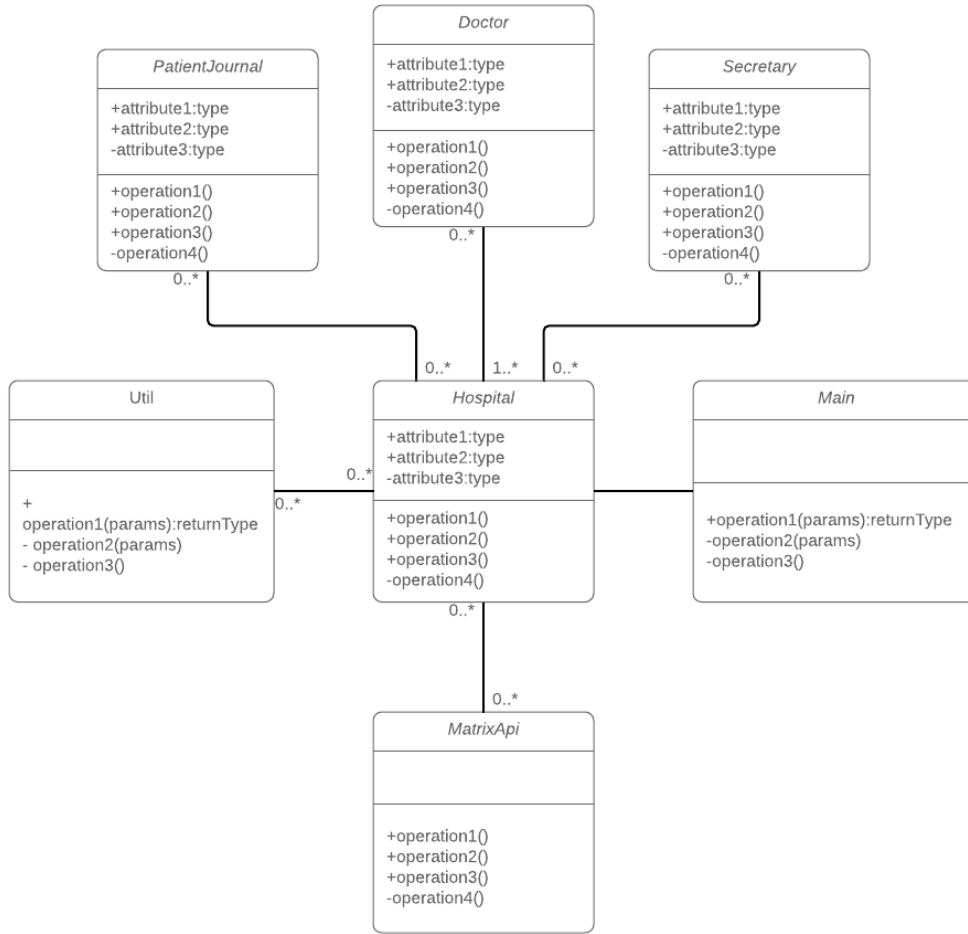 Doctor
+attribute1:type
+attribute2:type
-attribute3:type
+operation1()
+operation2()
+operation3()
-operation4()
0..*
PatientJournal
+attribute1:type
+attribute2:type
-attribute3:type
+operation1()
+operation2()
+operation3()
-operation4()
0..*
Secretary
+attribute1:type
+attribute2:type
-attribute3:type
+operation1()
+operation2()
+operation3()
-operation4()
0..*
0..*
1..*
0..*
Util
+
operation1(params):returnType
- operation2(params)
- operation3()
0..*
0..*
Hospital
+attribute1:type
+attribute2:type
-attribute3:type
+operation1()
+operation2()
+operation3()
-operation4()
0..*
Main
+operation1(params):returnType
-operation2(params)
-operation3()
0..*
MatrixApi
+operation1()
+operation2()
+operation3()
-operation4()